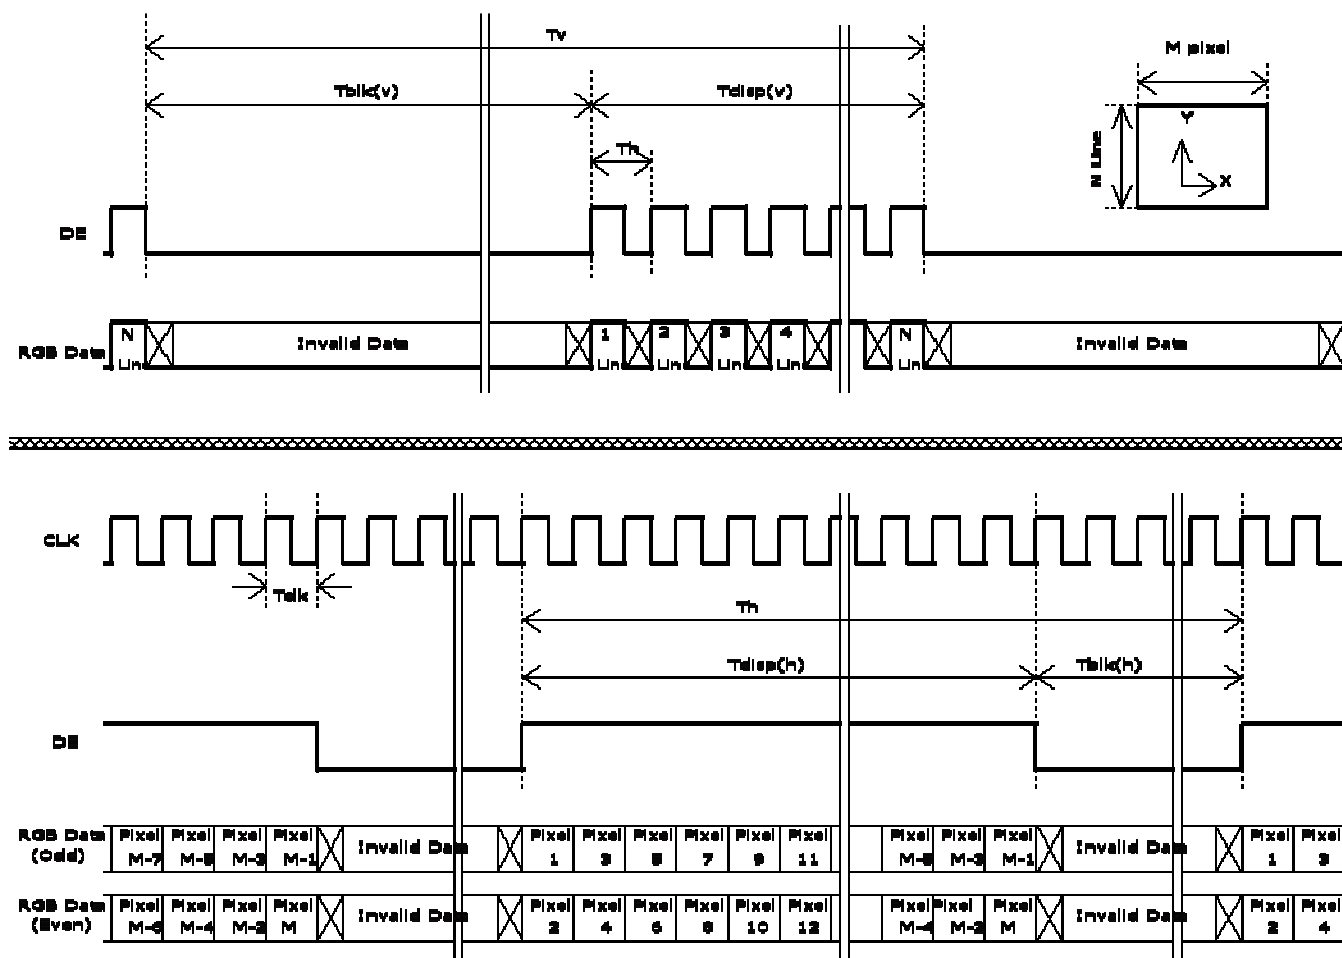 Tv
M pixel
Tblk(v) Tdisp(v)
Y
Th
N Line
X
DE
N 1 2 3 4 N
RGB Data Invalid Data Invalid Data
Lin Lin Lin Lin Lin Lin
CLK
Tclk
Th
Tdisp(h) Tblk(h)
DE
RGB Data Pixel Pixel Pixel Pixel Pixel Pixel Pixel Pixel Pixel Pixel Pixel Pixel Pixel Pixel Pixel
(Odd) M-7 M-5 M-3 M-1 Invalid Data 1 3 5 7 9 11 M-5 M-3 M-1 Invalid Data 1 3
RGB Data Pixel Pixel Pixel Pixel Pixel Pixel Pixel Pixel Pixel Pixel Pixel Pixel Pixel Pixel Pixel
(Even) M-6 M-4 M-2 M Invalid Data 2 4 6 8 10 12 M-4 M-2 M Invalid Data 2 4